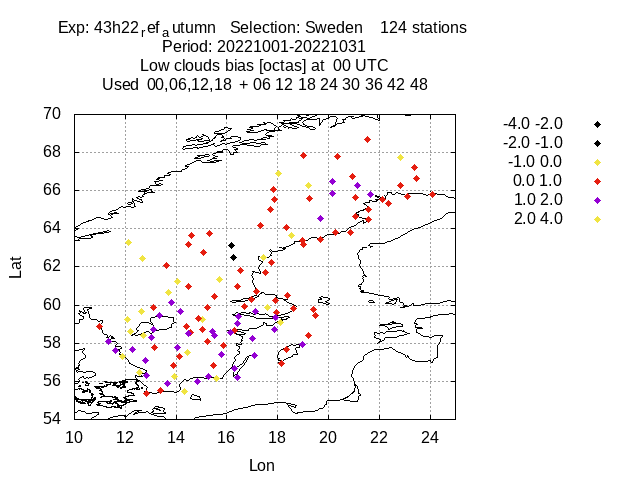 Exp: 43h22refautumn Selection: Sweden 124 stations
Period: 20221001-20221031
Low clouds bias [octas] at 00 UTC
Used 00,06,12,18 + 06 12 18 24 30 36 42 48
70
68
66
64
62
60
58
56
54
Lat
10 12 14 16 18 20 22 24
Lon
-4.0 -2.0
-2.0 -1.0
-1.0 0.0
0.0 1.0
1.0 2.0
2.0 4.0